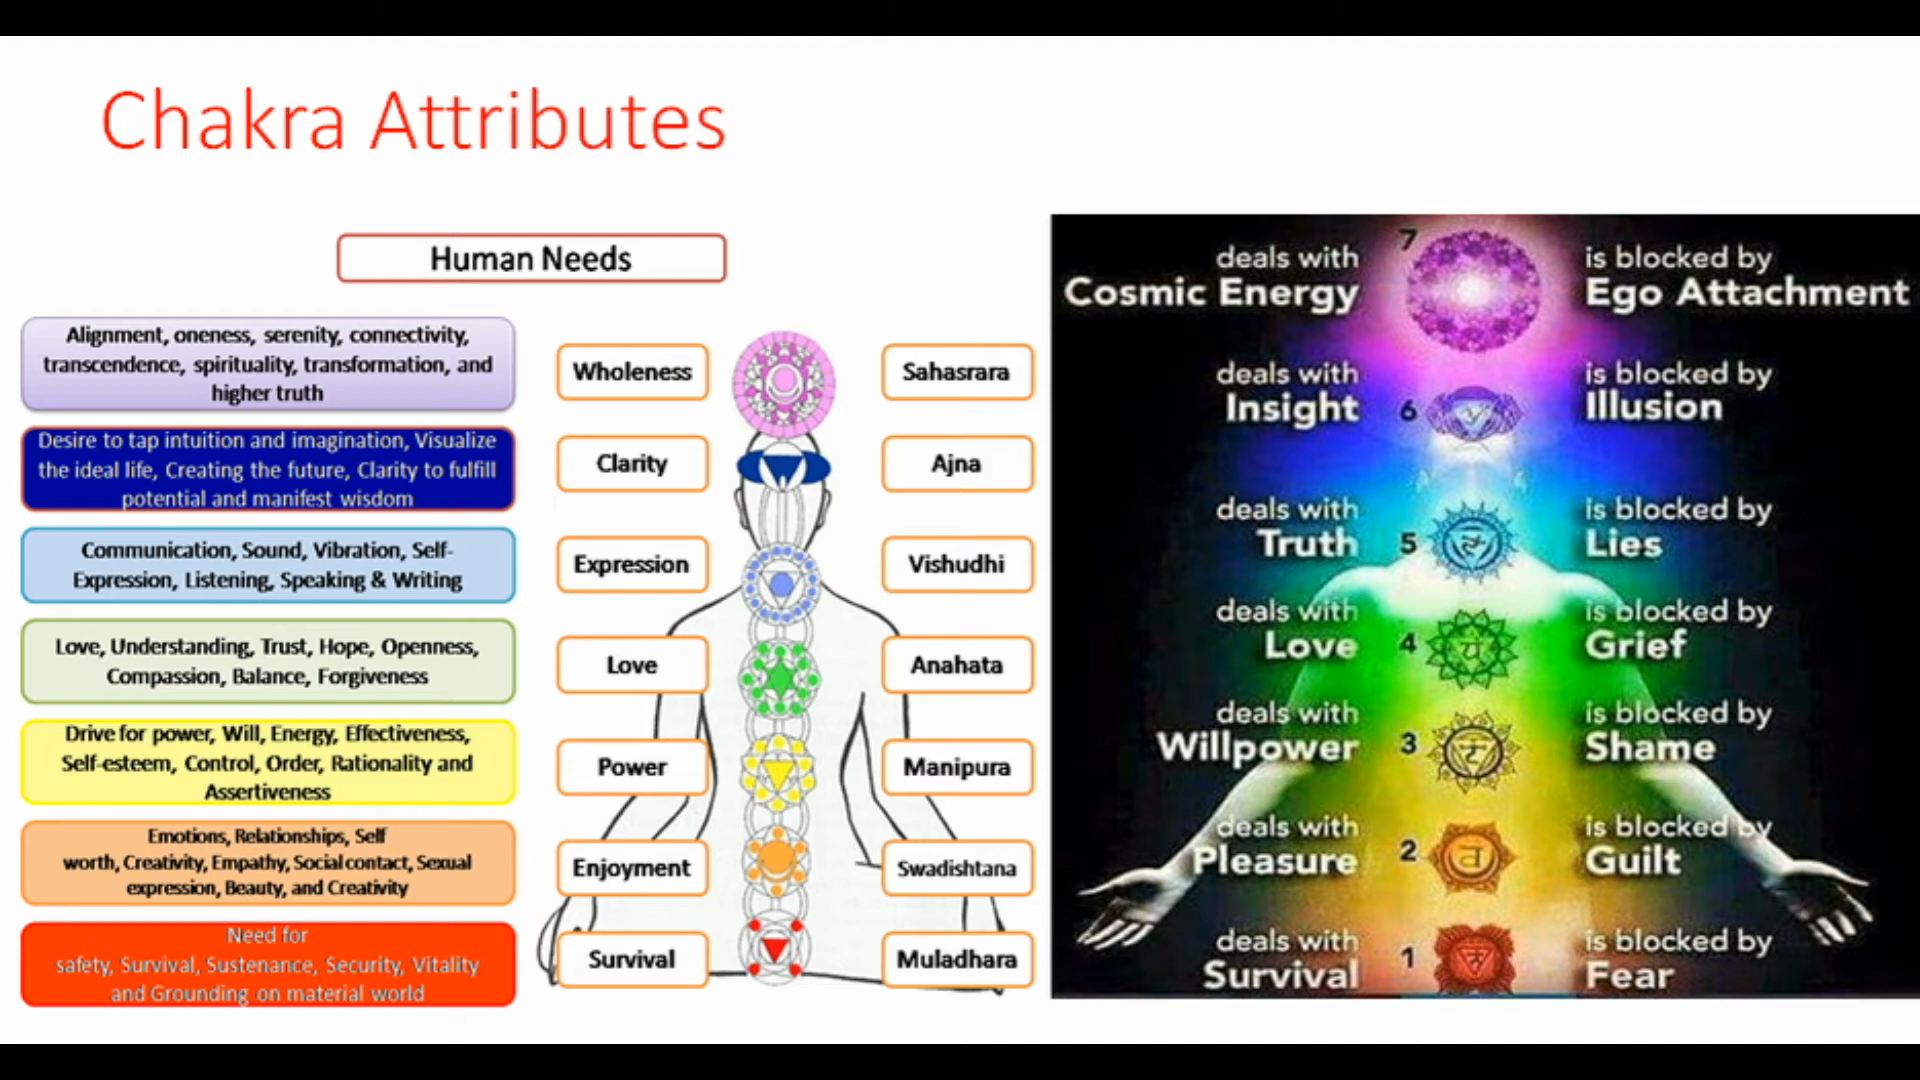 Chakra Attributes
Human Needs
Alignment, oneness, serenity, connectivity,
transcendence, spirituality, transformation, and
higher truth
Wholeness
Sahasrara
Desire to tap intuition and imagination, Visualize
the ideal life, Creating the future, Clarity to fulfill
potential and manifest wisdom
Clarity
Ajna
Communication, Sound, Vibration, Self-
Expression, Listening, Speaking & Writing
Expression
Vishudhi
Love, Understanding, Trust, Hope, Openness,
Compassion, Balance, Forgiveness
Love
Anahata
Drive for power, Will, Energy, Effectiveness,
Self-esteem, Control, Order, Rationality and
Assertiveness
Power
Manipura
Emotions, Relationships, Self
worth, Creativity, Empathy, Social contact, Sexual
expression, Beauty, and Creativity
Enjoyment
Swadishtana
Need for
safety, Survival, Sustenance, Security, Vitality
and Grounding on material world
Survival
Muladhara
deals with
Cosmic Energy
7
is blocked by
Ego Attachment
deals with
Insight
6
is blocked by
Illusion
deals with
Truth
5
is blocked by
Lies
deals with
Love
4
is blocked by
Grief
deals with
Willpower
3
is blocked by
Shame
deals with
Pleasure
2
is blocked by
Guilt
deals with
Survival
1
is blocked by
Fear